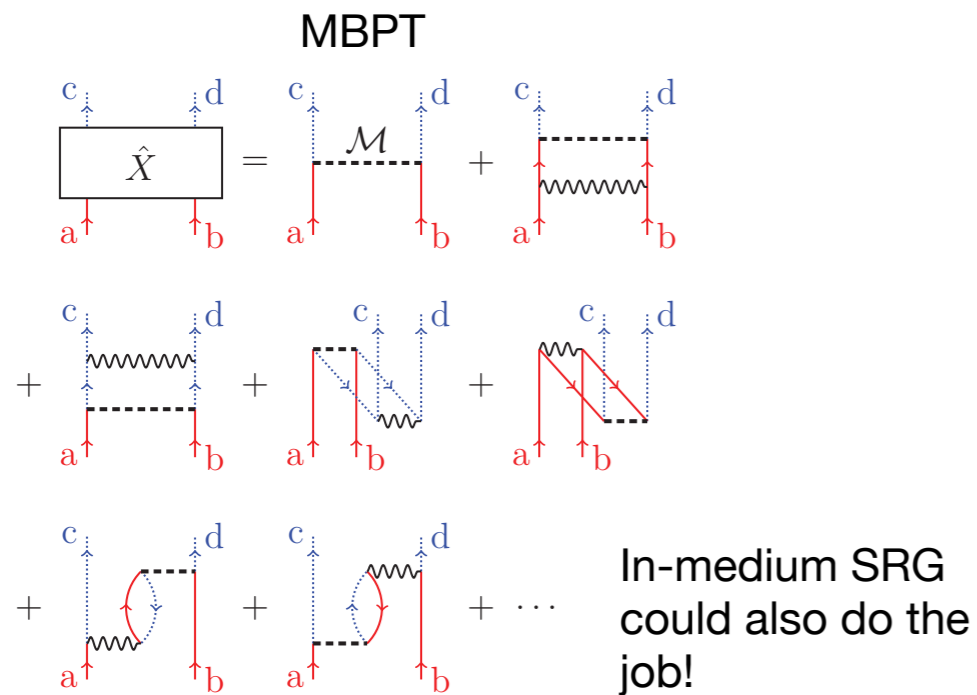 MBPT
c d c d c d
X̂ = ℳ + 
a b a b a b
c d c d c d
+ + +
a b a b a b
c d c d
+ + + ⋯
a b a b
In-medium SRG
could also do the
job!